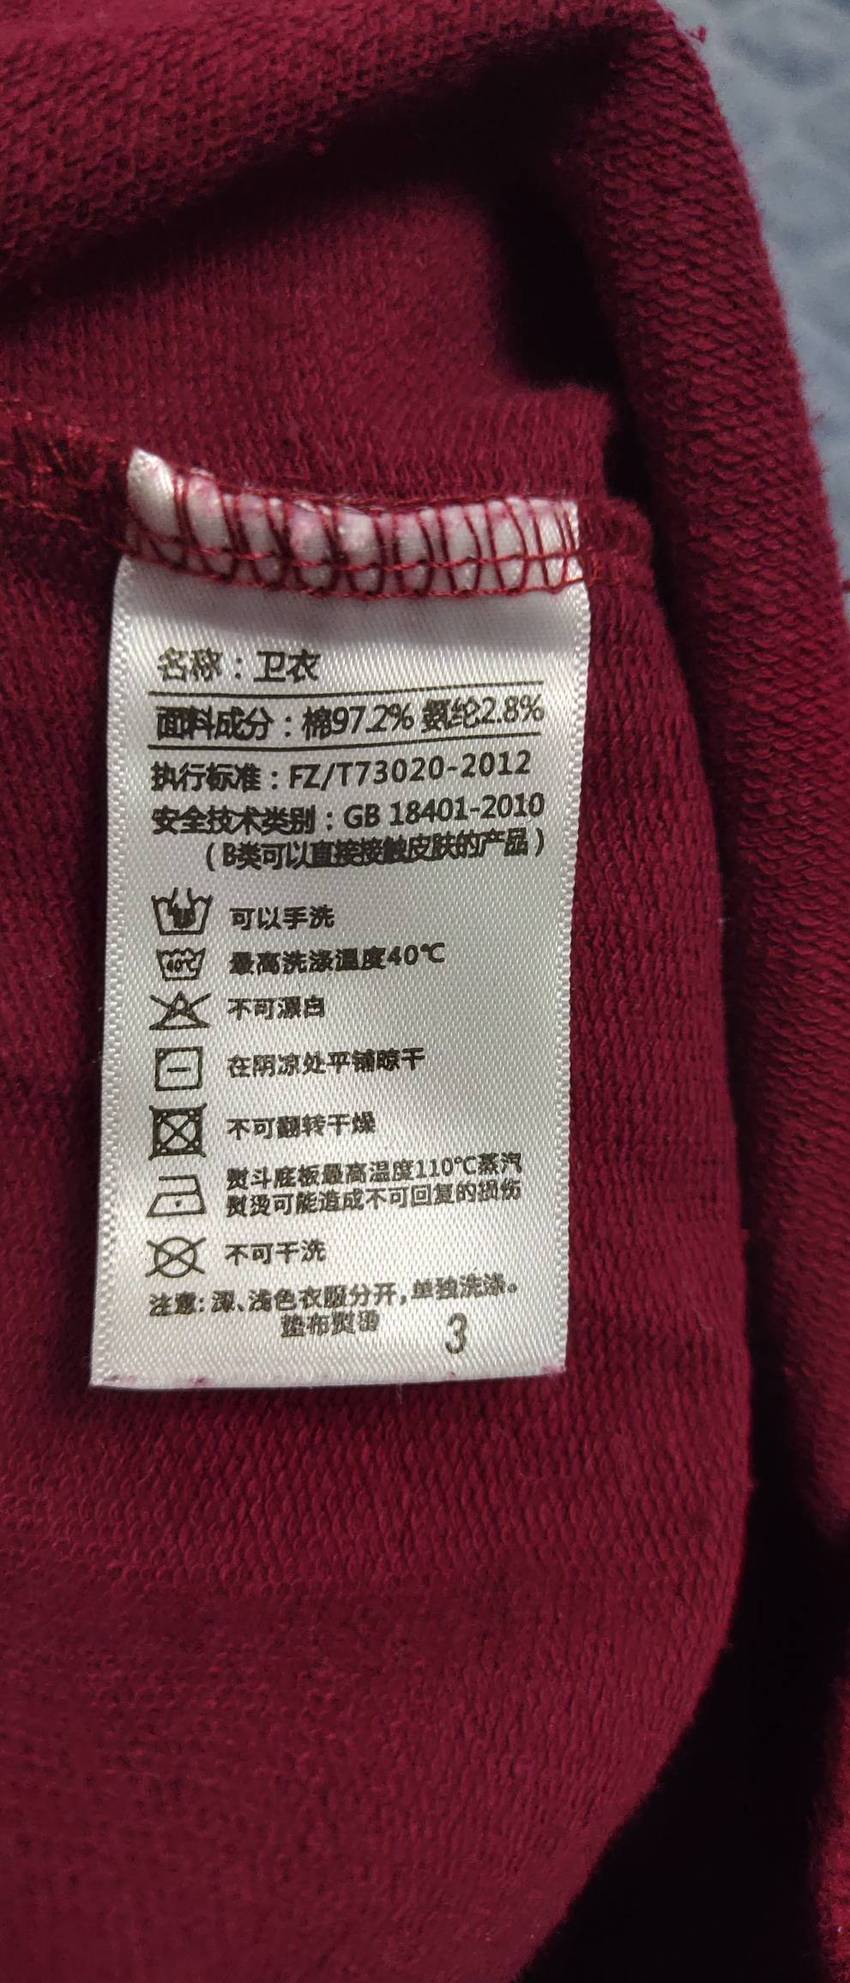 名称：卫衣
面料成分：棉97.2% 氨纶2.8%
执行标准：FZ/T73020-2012
安全技术类别：GB 18401-2010
（B类可以直接接触皮肤的产品）
可以手洗
40℃ 最高洗涤温度40℃
不可漂白
在阴凉处平铺晾干
不可翻转干燥
熨斗底板最高温度110℃蒸汽
熨烫可能造成不可回复的损伤
不可干洗
注意：深、浅色衣服分开，单独洗涤。
垫布熨烫 3